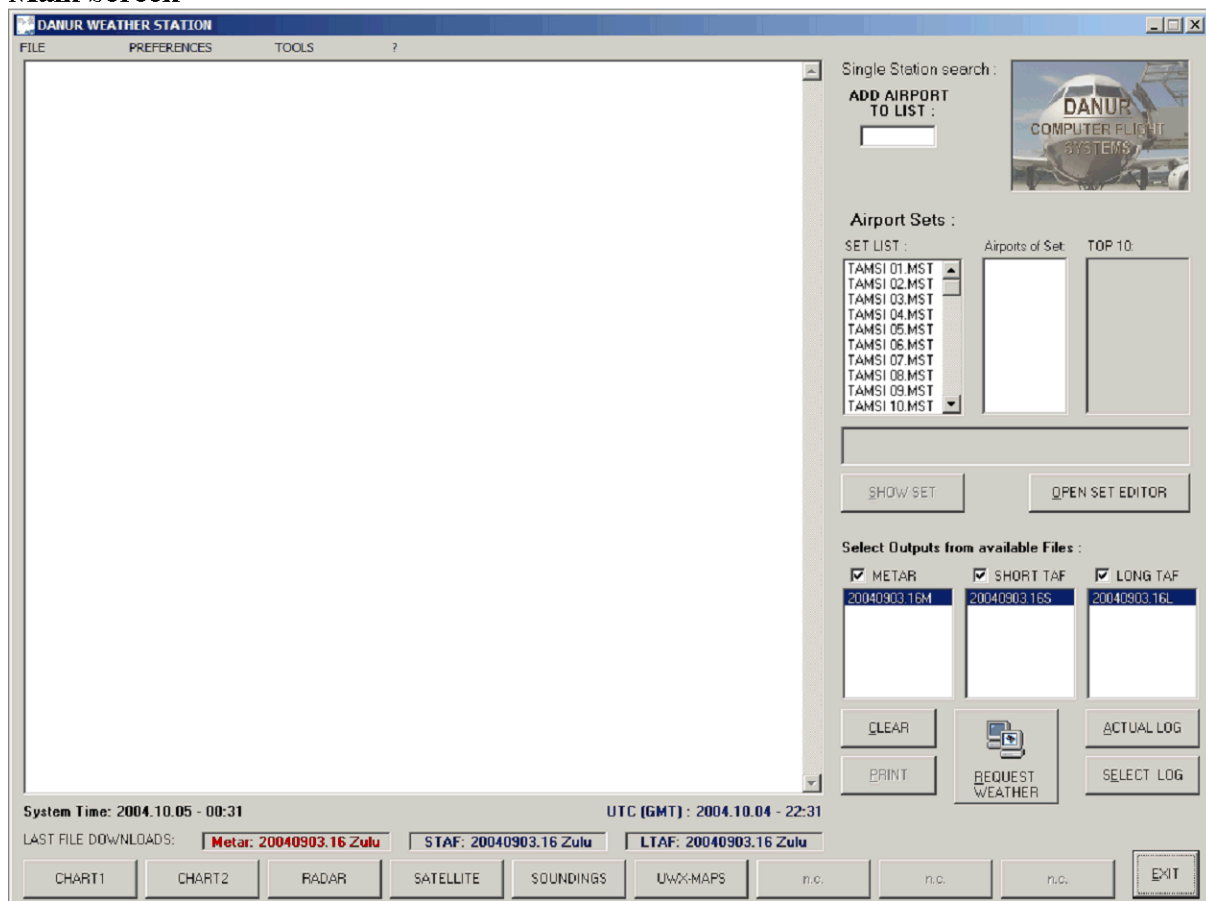 Main screen
DANUR WEATHER STATION
FILE PREFERENCES TOOLS ?
Single Station search :
ADD AIRPORT
TO LIST :
DANUR
COMPUTER FLIGHT
SYSTEMS
Airport Sets :
SET LIST : Airports of Set: TOP 10:
TAMSI 01.MST
TAMSI 02.MST
TAMSI 03.MST
TAMSI 04.MST
TAMSI 05.MST
TAMSI 06.MST
TAMSI 07.MST
TAMSI 08.MST
TAMSI 09.MST
TAMSI 10.MST
SHOW SET OPEN SET EDITOR
Select Outputs from available Files :
METAR SHORT TAF LONG TAF
20040903.16M 20040903.16S 20040903.16L
CLEAR ACTUAL LOG
PRINT REQUEST WEATHER SELECT LOG
System Time: 2004.10.05 - 00:31 UTC (GMT) : 2004.10.04 - 22:31
LAST FILE DOWNLOADS: Metar: 20040903.16 Zulu STAF: 20040903.16 Zulu LTAF: 20040903.16 Zulu
CHART1 CHART2 RADAR SATELLITE SOUNDINGS UWX-MAPS n.c. n.c. n.c. EXIT